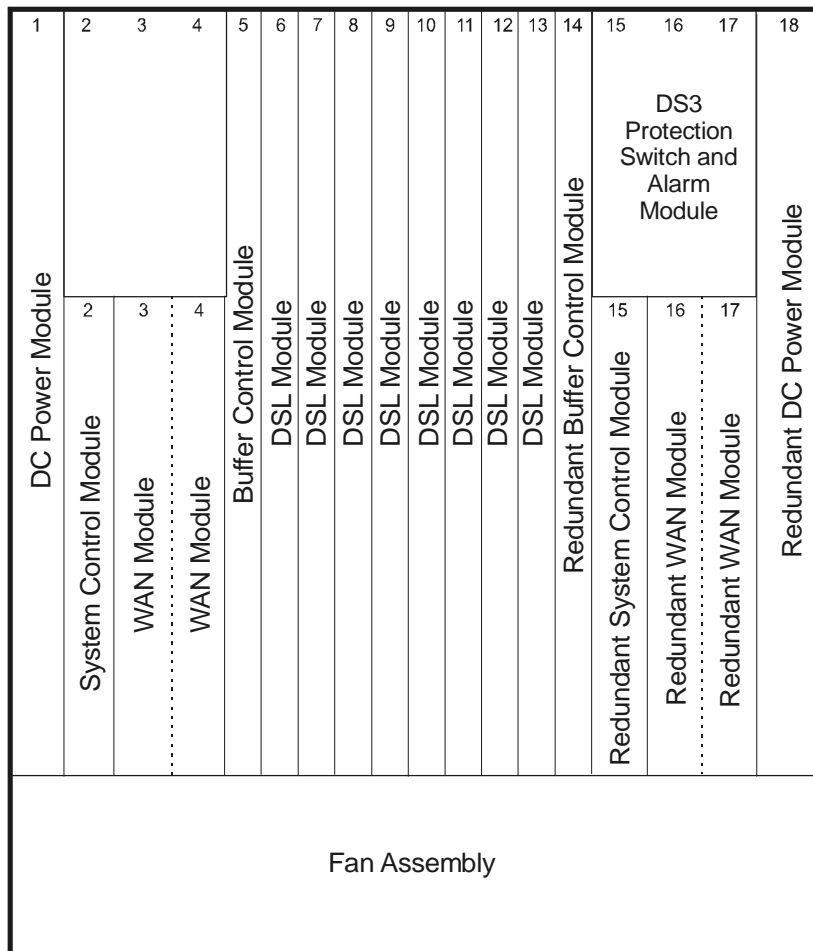 1 2 3 4 5 6 7 8 9 10 11 12 13 14 15 16 17 18
DS3
Protection
Switch and
Alarm
Module
2 3 4 15 16 17
DC Power Module
System Control Module
WAN Module
WAN Module
Buffer Control Module
DSL Module
DSL Module
DSL Module
DSL Module
DSL Module
DSL Module
DSL Module
DSL Module
Redundant Buffer Control Module
Redundant System Control Module
Redundant WAN Module
Redundant WAN Module
Redundant DC Power Module
Fan Assembly